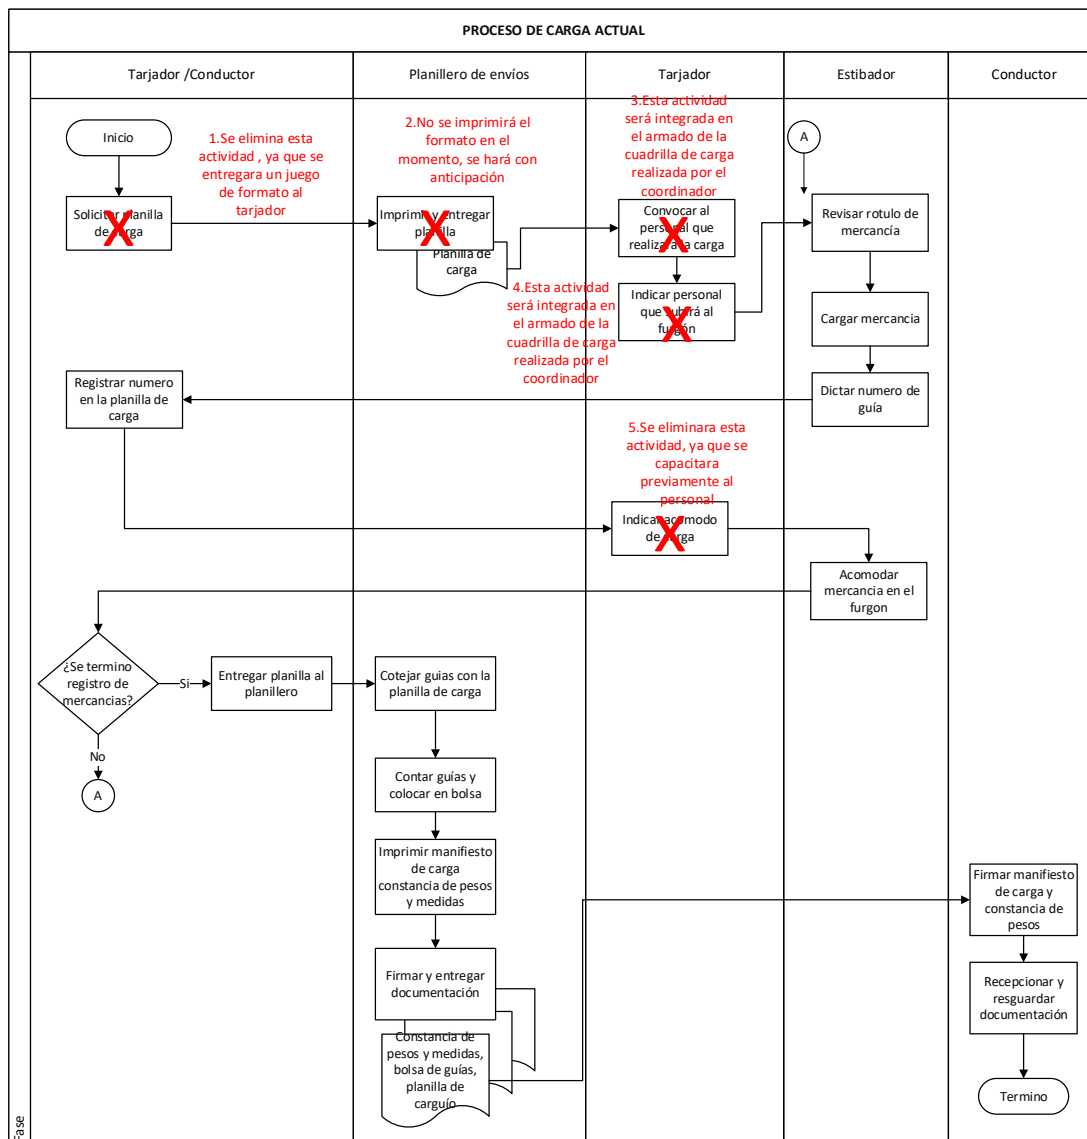 PROCESO DE CARGA ACTUAL
Tarjador /Conductor
Planillero de envíos
Tarjador
Estibador
Conductor
Inicio
1.Se elimina esta
actividad , ya que se
entregara un juego
de formato al
tarjador
2.No se imprimirá el
formato en el
momento, se hará con
anticipación
3.Esta actividad
será integrada en
el armado de la
cuadrilla de carga
realizada por el
coordinador
A
Solicitar planilla
de carga
X
Imprimir y entregar
planilla
X
Planilla de
carga
Convocar al
personal que
realizara la carga
X
Revisar rotulo de
mercancía
4.Esta actividad
será integrada en
el armado de la
cuadrilla de carga
realizada por el
coordinador
Indicar personal
que subirá al
furgón
X
Cargar mercancia
Dictar numero de
guía
Registrar numero
en la planilla de
carga
5.Se eliminara esta
actividad, ya que se
capacitara
previamente al
personal
Indicar acomodo
de carga
X
Acomodar
mercancia en el
furgon
¿Se termino
registro de
mercancias?
Si
No
A
Entregar planilla al
planillero
Cotejar guias con la
planilla de carga
Contar guías y
colocar en bolsa
Imprimir manifiesto
de carga
constancia de pesos
y medidas
Firmar y entregar
documentación
Constancia de
pesos y medidas,
bolsa de guías,
planilla de
carguío
Firmar manifiesto
de carga y
constancia de
pesos
Recepcionar y
resguardar
documentación
Termino
Fase